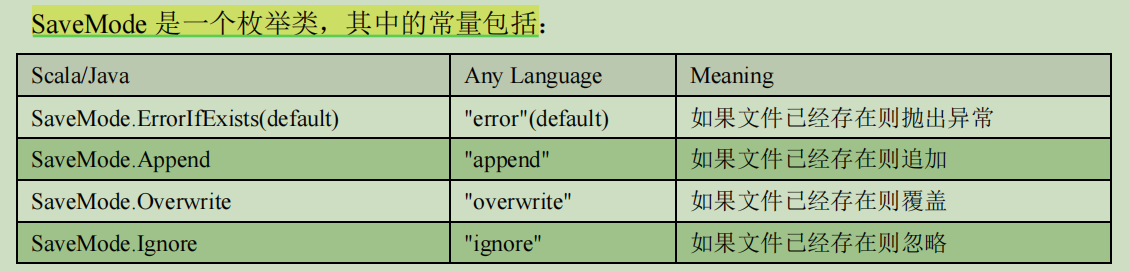 SaveMode 是一个枚举类，其中的常量包括：
Scala/Java Any Language Meaning
SaveMode.ErrorIfExists(default) "error"(default) 如果文件已经存在则抛出异常
SaveMode.Append "append" 如果文件已经存在则追加
SaveMode.Overwrite "overwrite" 如果文件已经存在则覆盖
SaveMode.Ignore "ignore" 如果文件已经存在则忽略